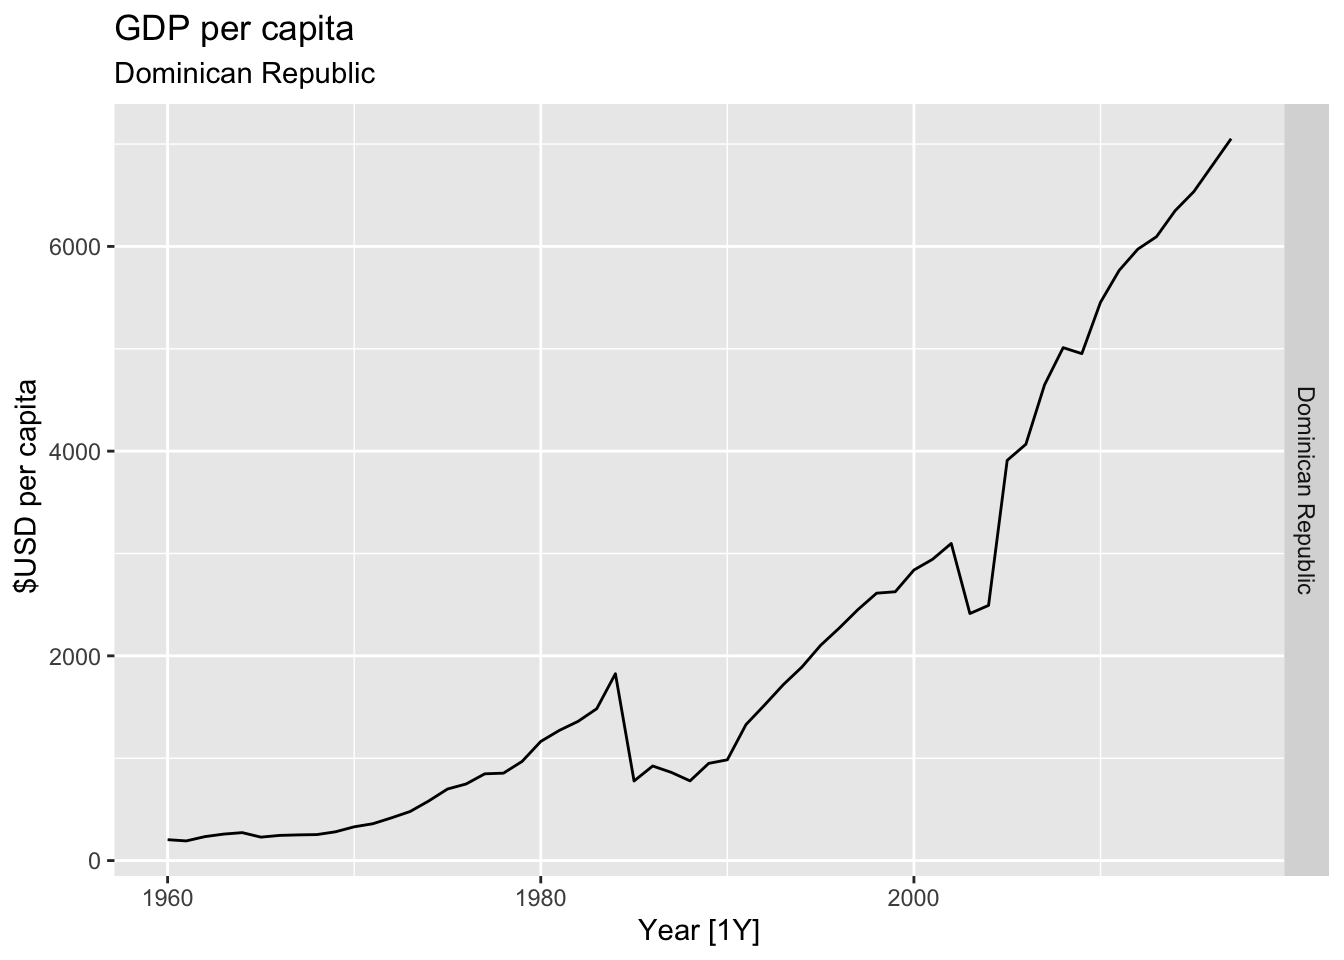 GDP per capita
Dominican Republic
$USD per capita
6000
4000
2000
0
1960
1980
2000
Year [1Y]
Dominican Republic